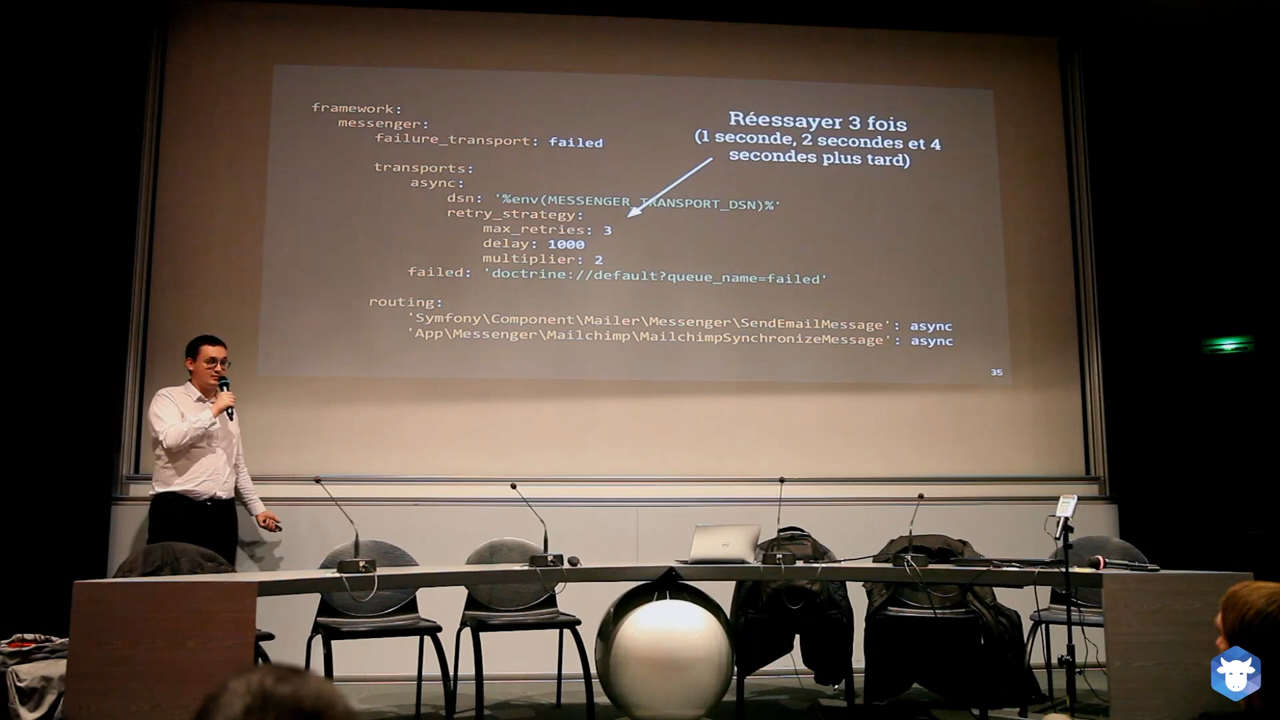 framework:
messenger:
failure_transport: failed
transports:
async:
dsn: '%env(MESSENGER_TRANSPORT_DSN)%'
retry_strategy:
max_retries: 3
delay: 1000
multiplier: 2
failed: 'doctrine://default?queue_name=failed'
routing:
'Symfony\Component\Mailer\Messenger\SendEmailMessage': async
'App\Messenger\Mailchimp\MailchimpSynchronizeMessage': async
Réessayer 3 fois
(1 seconde, 2 secondes et 4
secondes plus tard)
35